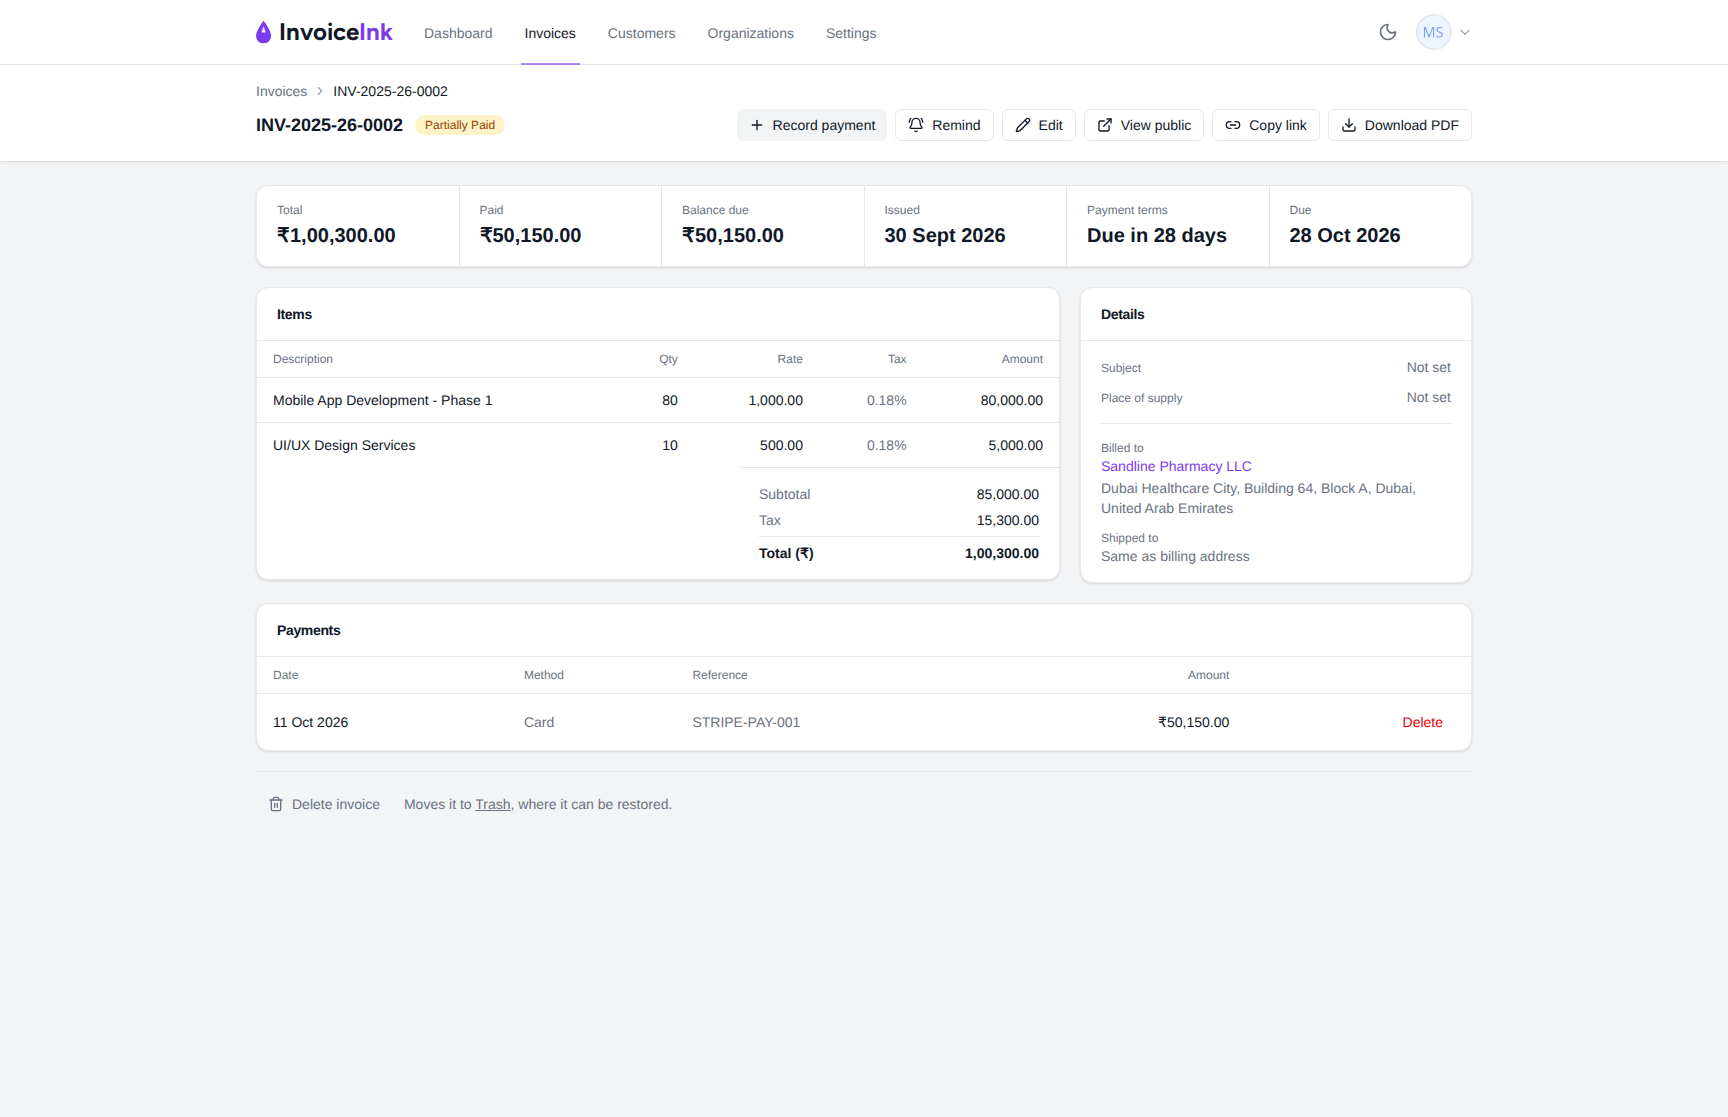 InvoiceInk Dashboard Invoices Customers Organizations Settings MS
Invoices INV-2025-26-0002
INV-2025-26-0002 Partially Paid Record payment Remind Edit View public Copy link Download PDF
Total Paid Balance due Issued Payment terms Due
₹1,00,300.00 ₹50,150.00 ₹50,150.00 30 Sept 2026 Due in 28 days 28 Oct 2026
Items
Description Qty Rate Tax Amount
Mobile App Development - Phase 1 80 1,000.00 0.18% 80,000.00
UI/UX Design Services 10 500.00 0.18% 5,000.00
Subtotal 85,000.00
Tax 15,300.00
Total (₹) 1,00,300.00
Details
Subject Not set
Place of supply Not set
Billed to
Sandline Pharmacy LLC
Dubai Healthcare City, Building 64, Block A, Dubai,
United Arab Emirates
Shipped to
Same as billing address
Payments
Date Method Reference Amount
11 Oct 2026 Card STRIPE-PAY-001 ₹50,150.00 Delete
Delete invoice Moves it to Trash, where it can be restored.